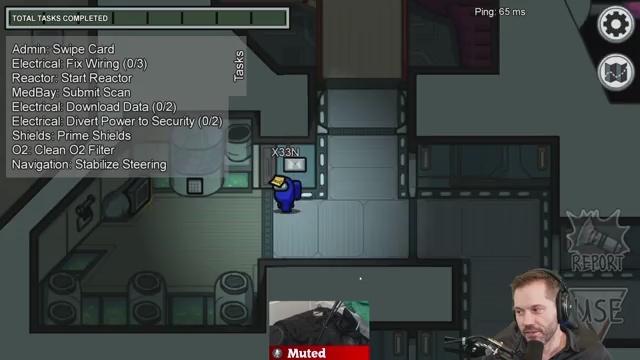 TOTAL TASKS COMPLETED
Ping: 65 ms
Admin: Swipe Card
Electrical: Fix Wiring (0/3)
Reactor: Start Reactor
MedBay: Submit Scan
Electrical: Download Data (0/2)
Electrical: Divert Power to Security (0/2)
Shields: Prime Shields
O2: Clean O2 Filter
Navigation: Stabilize Steering
Tasks
X33N
REPORT
USE
Muted